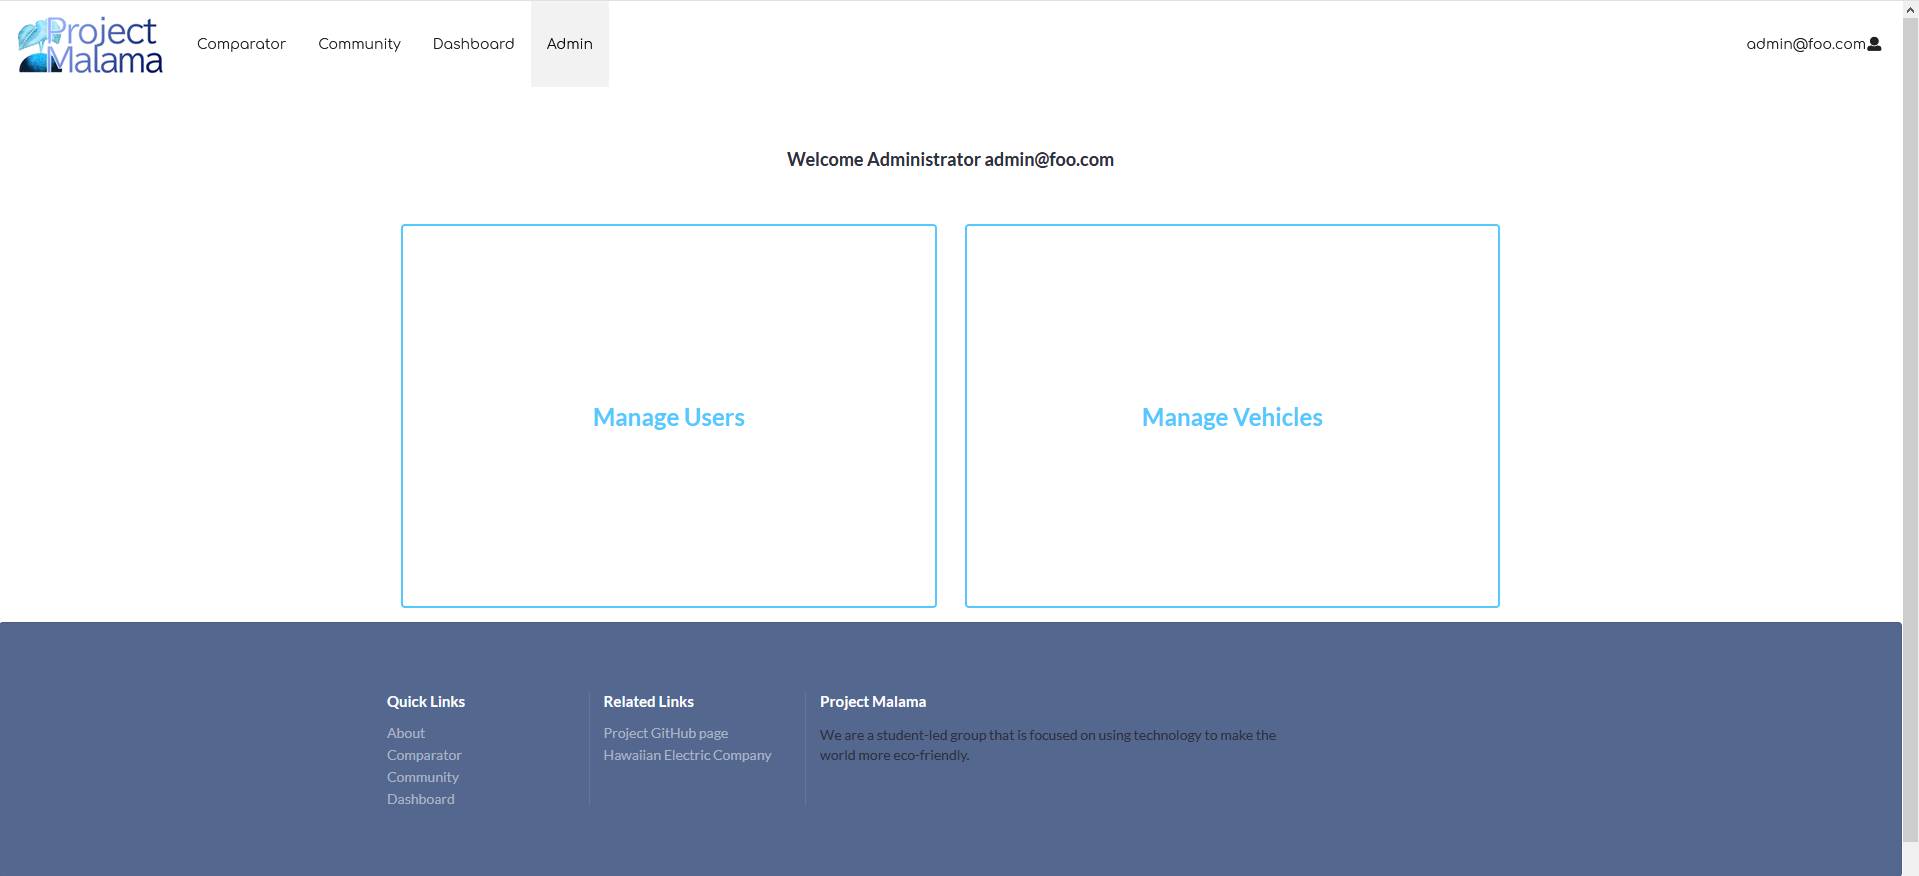 Project
Malama
Comparator Community Dashboard Admin admin@foo.com
Welcome Administrator admin@foo.com
Manage Users
Manage Vehicles
Quick Links
About
Comparator
Community
Dashboard
Related Links
Project GitHub page
Hawaiian Electric Company
Project Malama
We are a student-led group that is focused on using technology to make the
world more eco-friendly.